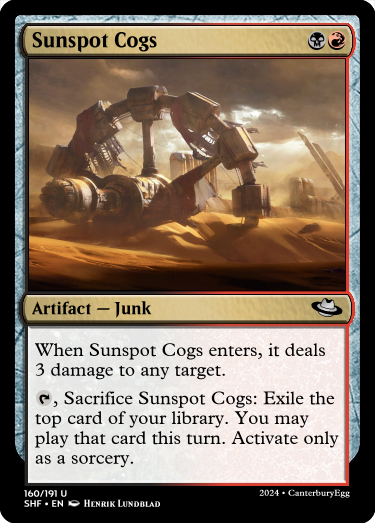 Sunspot Cogs
Artifact — Junk
When Sunspot Cogs enters, it deals
3 damage to any target.
, Sacrifice Sunspot Cogs: Exile the
top card of your library. You may
play that card this turn. Activate only
as a sorcery.
160/191 U
SHF • EN Henrik Lundblad
2024 • CanterburyEgg